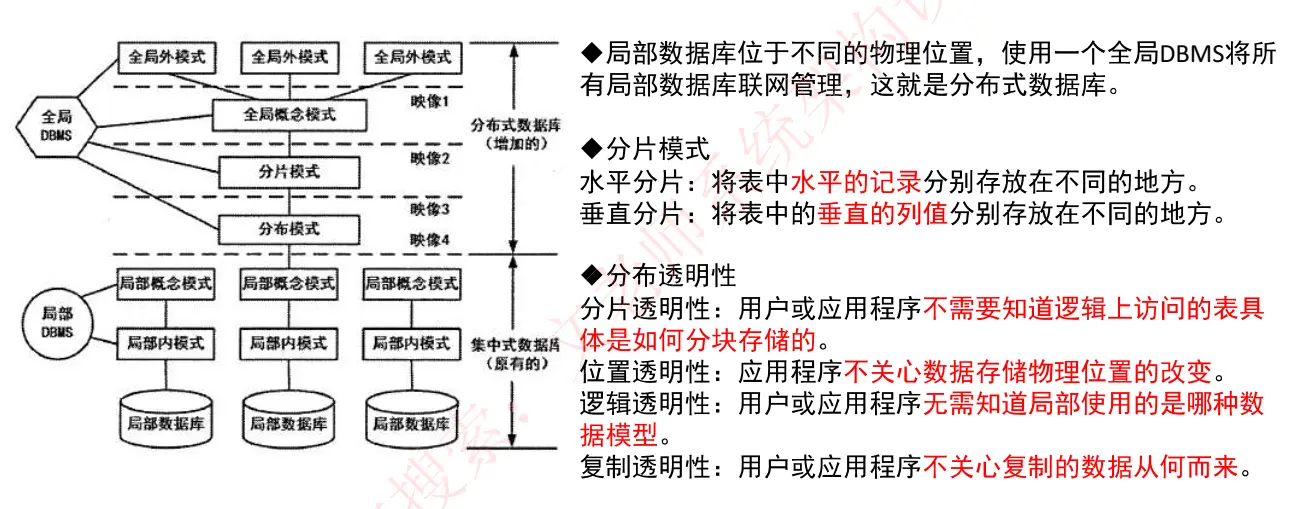 全局外模式 全局外模式 全局外模式
映像1
全局概念模式
全局
DBMS
分布式数据库
(增加的)
映像2
分片模式
映像3
分布模式
映像4
局部概念模式 局部概念模式 局部概念模式
局部
DBMS
局部内模式 局部内模式 局部内模式
集中式数据库
(原有的)
局部数据库 局部数据库 局部数据库
◆局部数据库位于不同的物理位置，使用一个全局DBMS将所
有局部数据库联网管理，这就是分布式数据库。
◆分片模式
水平分片：将表中水平的记录分别存放在不同的地方。
垂直分片：将表中的垂直的列值分别存放在不同的地方。
◆分布透明性
分片透明性：用户或应用程序不需要知道逻辑上访问的表具
体是如何分块存储的。
位置透明性：应用程序不关心数据存储物理位置的改变。
逻辑透明性：用户或应用程序无需知道局部使用的是哪种数
据模型。
复制透明性：用户或应用程序不关心复制的数据从何而来。